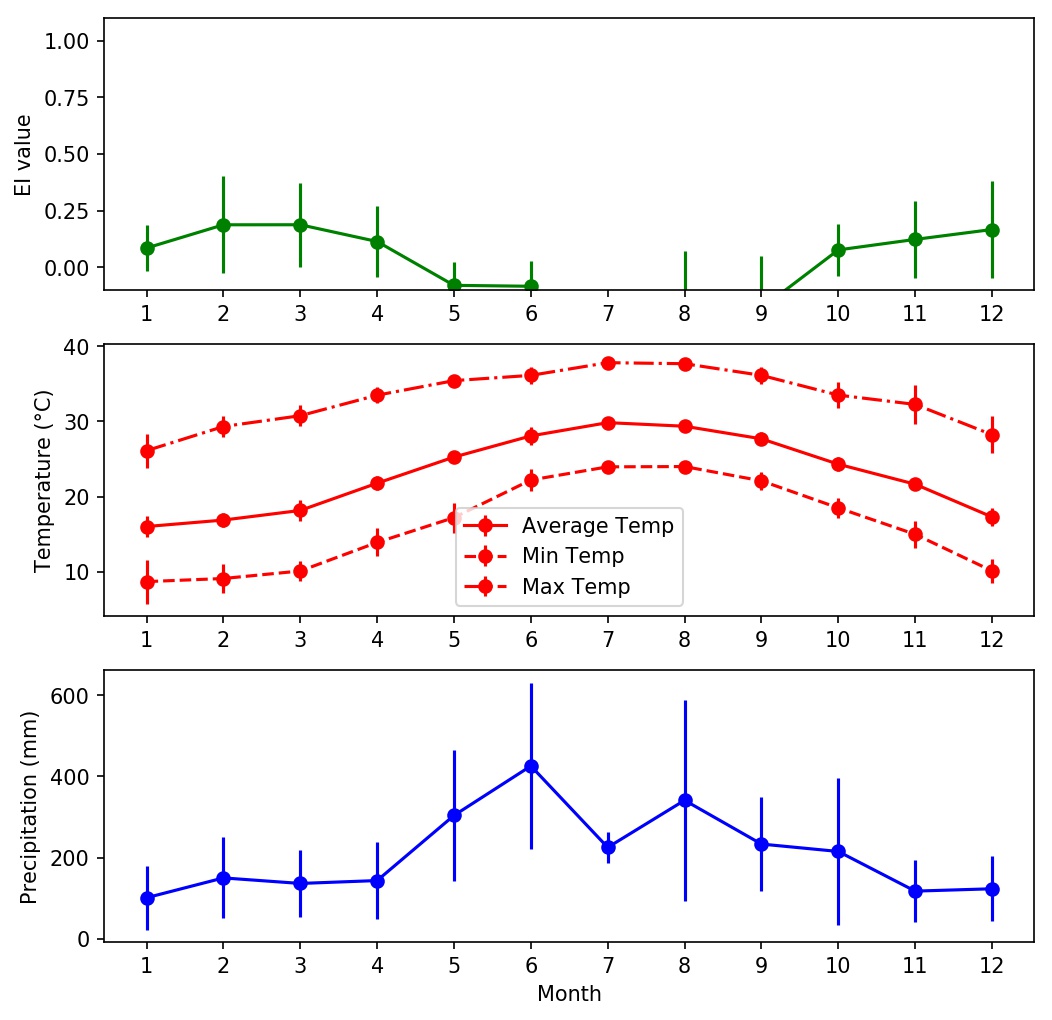 EI value
1.00
0.75
0.50
0.25
0.00
1 2 3 4 5 6 7 8 9 10 11 12
Temperature (°C)
40
30
20
10
Average Temp
Min Temp
Max Temp
1 2 3 4 5 6 7 8 9 10 11 12
Precipitation (mm)
600
400
200
0
1 2 3 4 5 6 7 8 9 10 11 12
Month